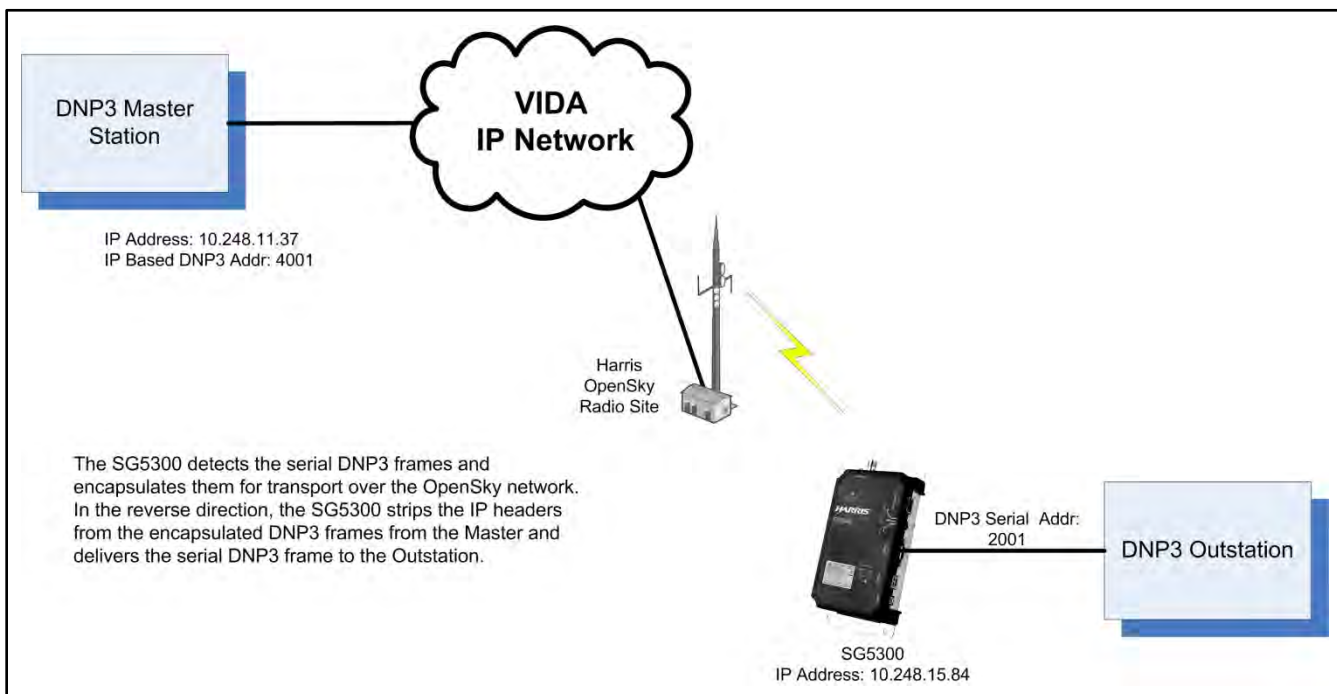 DNP3 Master
Station
VIDA
IP Network
IP Address: 10.248.11.37
IP Based DNP3 Addr: 4001
Harris
OpenSky
Radio Site
The SG5300 detects the serial DNP3 frames and
encapsulates them for transport over the OpenSky network.
In the reverse direction, the SG5300 strips the IP headers
from the encapsulated DNP3 frames from the Master and
delivers the serial DNP3 frame to the Outstation.
HARRIS
DNP3 Serial Addr:
2001
DNP3 Outstation
SG5300
IP Address: 10.248.15.84